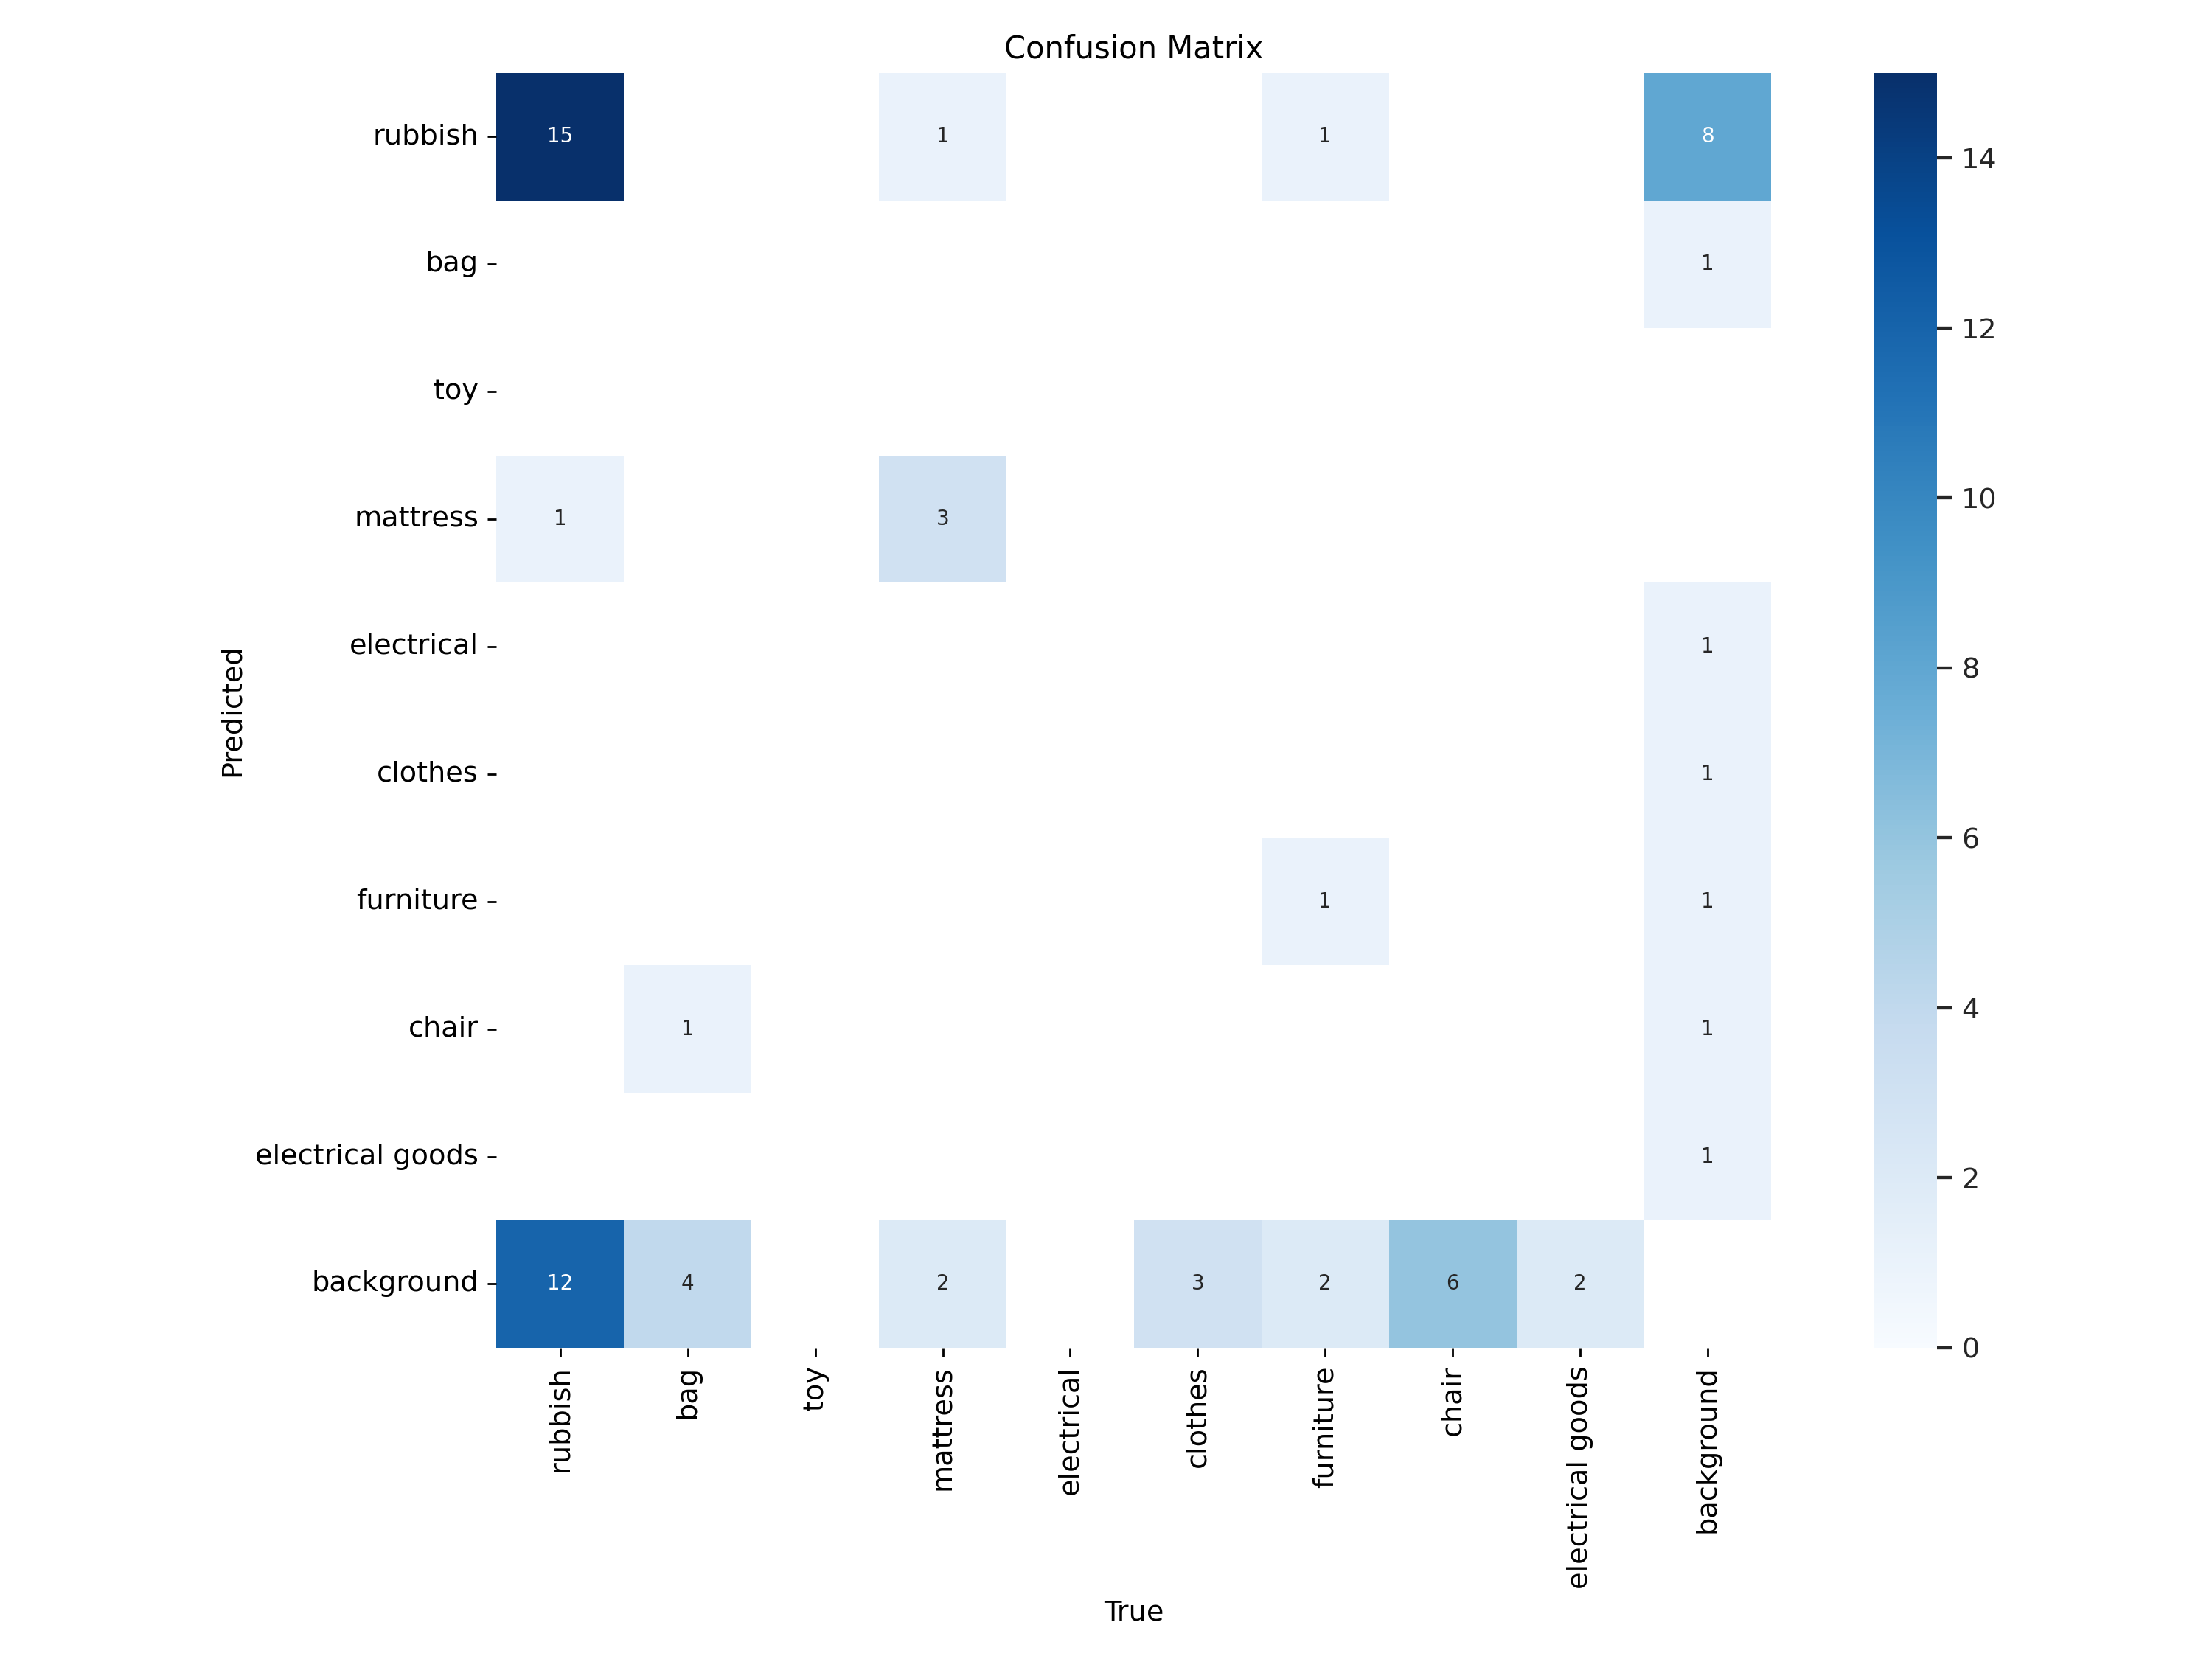 Confusion Matrix
rubbish 15 1 1 8
bag 1
toy
mattress 1 3
electrical 1
clothes 1
furniture 1 1
chair 1 1
electrical goods 1
background 12 4 2 3 2 6 2
Predicted
rubbish
bag
toy
mattress
electrical
clothes
furniture
chair
electrical goods
background
True
14
12
10
8
6
4
2
0